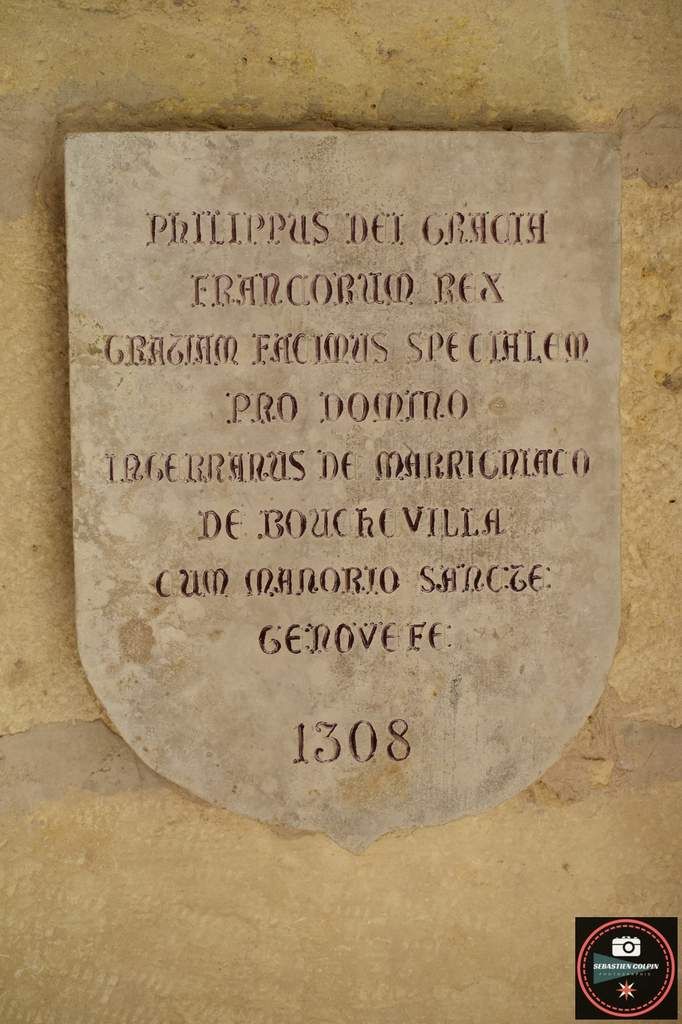 PHILIPPUS DEI GRACIA
FRANCORUM REX
GRATIAM FACIMUS SPECIALEM
PRO DOMINO
INGERRANUS DE MARRIGNIACO
DE BOUCHEVILLA
CUM MANORIO SANCTE
GENOVEFE
1308
SEBASTIEN COLPIN
PHOTOGRAPHIE